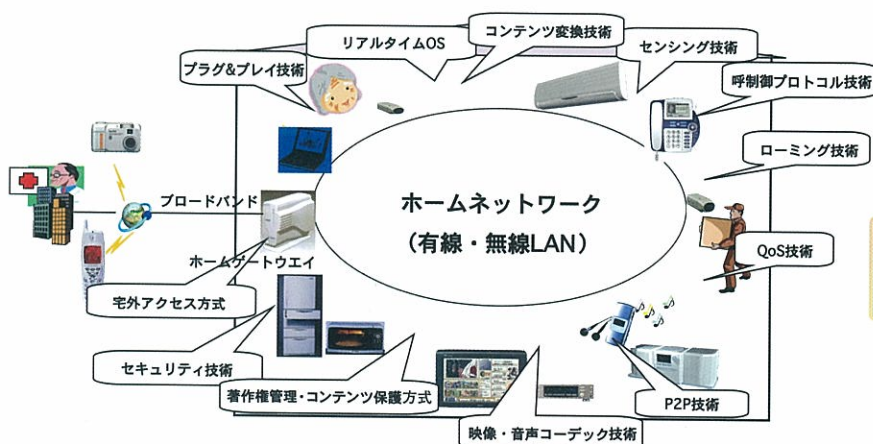 リアルタイムOS
コンテンツ変換技術
センシング技術
プラグ&プレイ技術
呼制御プロトコル技術
ローミング技術
ブロードバンド
ホームネットワーク
(有線・無線LAN)
ホームゲートウエイ
QoS技術
宅外アクセス方式
セキュリティ技術
著作権管理・コンテンツ保護方式
P2P技術
映像・音声コーデック技術